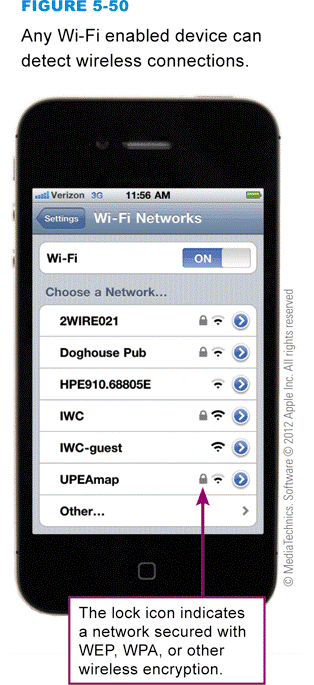 FIGURE 5-50
Any Wi-Fi enabled device can
detect wireless connections.
Verizon 3G 11:56 AM
Settings Wi-Fi Networks
Wi-Fi ON
Choose a Network...
2WIRE021
Doghouse Pub
HPE910.68805E
IWC
IWC-guest
UPEAmap
Other...
The lock icon indicates
a network secured with
WEP, WPA, or other
wireless encryption.
© MediaTechnics. Software © 2012 Apple Inc. All rights reserved